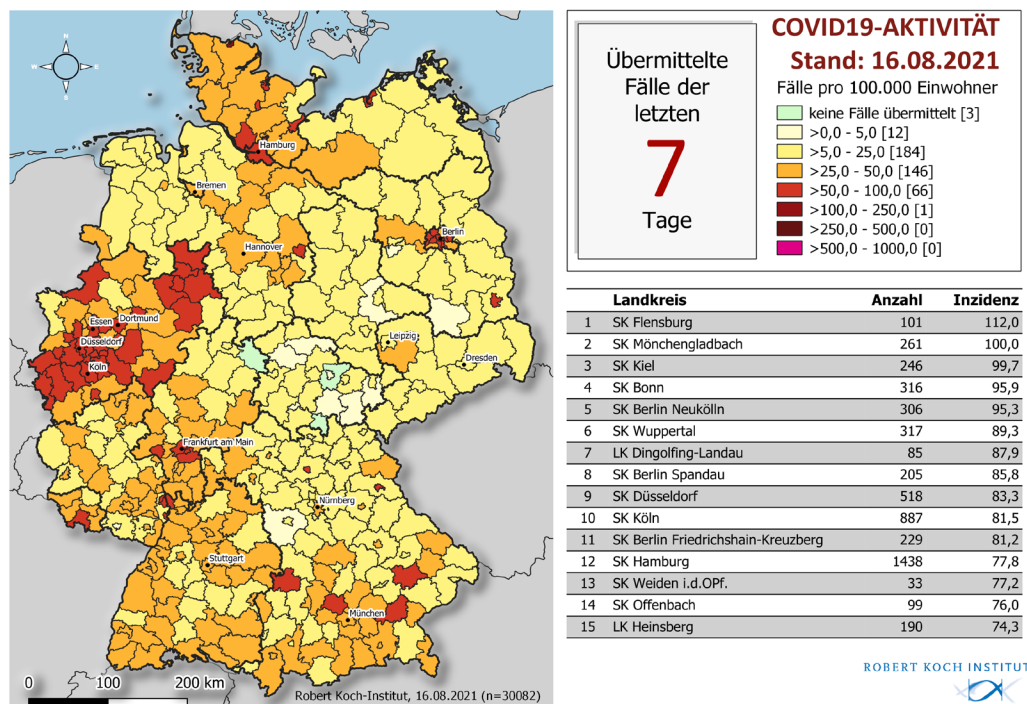 COVID19-AKTIVITÄT
Stand: 16.08.2021
Übermittelte
Fälle der
letzten
7
Tage
Fälle pro 100.000 Einwohner
keine Fälle übermittelt [3]
>0,0 - 5,0 [12]
>5,0 - 25,0 [184]
>25,0 - 50,0 [146]
>50,0 - 100,0 [66]
>100,0 - 250,0 [1]
>250,0 - 500,0 [0]
>500,0 - 1000,0 [0]
N
W E
S
Hamburg
Bremen
Berlin
Hannover
Essen Dortmund
Düsseldorf
Köln
Leipzig
Dresden
Frankfurt am Main
Nürnberg
Stuttgart
München
0 100 200 km
Robert Koch-Institut, 16.08.2021 (n=30082)
Landkreis Anzahl Inzidenz
1 SK Flensburg 101 112,0
2 SK Mönchengladbach 261 100,0
3 SK Kiel 246 99,7
4 SK Bonn 316 95,9
5 SK Berlin Neukölln 306 95,3
6 SK Wuppertal 317 89,3
7 LK Dingolfing-Landau 85 87,9
8 SK Berlin Spandau 205 85,8
9 SK Düsseldorf 518 83,3
10 SK Köln 887 81,5
11 SK Berlin Friedrichshain-Kreuzberg 229 81,2
12 SK Hamburg 1438 77,8
13 SK Weiden i.d.OPf. 33 77,2
14 SK Offenbach 99 76,0
15 LK Heinsberg 190 74,3
ROBERT KOCH INSTITUT